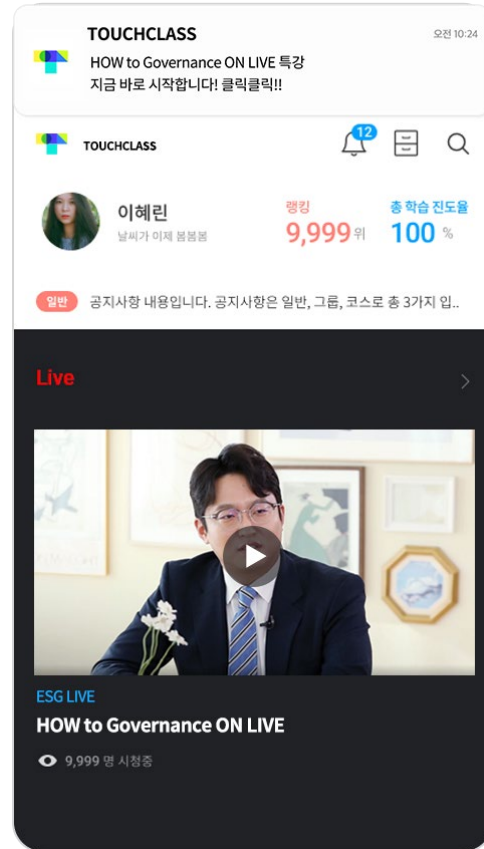 TOUCHCLASS
오전 10:24
HOW to Governance ON LIVE 특강
지금 바로 시작합니다! 클릭클릭!!
TOUCHCLASS
12
이혜린
날씨가 이제 봄봄봄
랭킹
9,999 위
총 학습 진도율
100 %
일반
공지사항 내용입니다. 공지사항은 일반, 그룹, 코스로 총 3가지 입..
Live
ESG LIVE
HOW to Governance ON LIVE
9,999 명 시청중